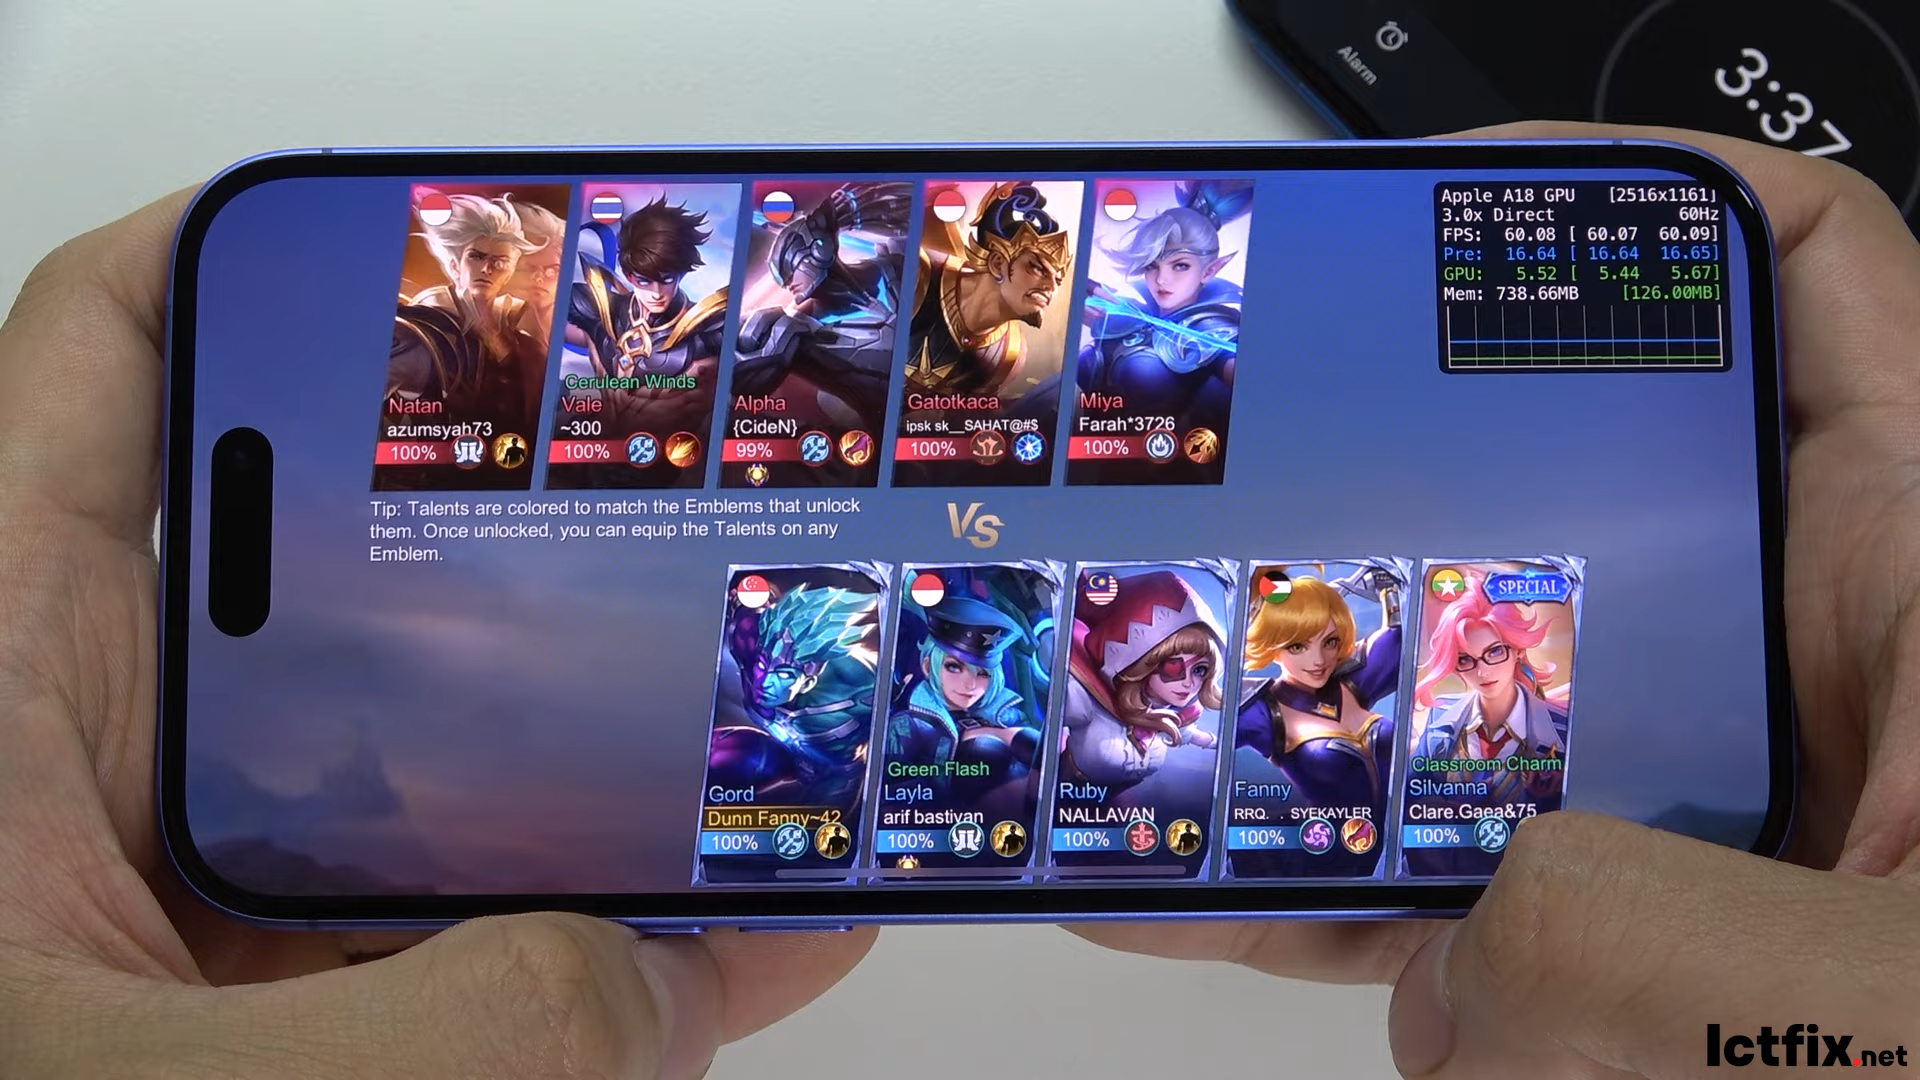 Alarm
3:37
Apple A18 GPU [2516x1161]
3.0x Direct 60Hz
FPS: 60.08 [ 60.07 60.09]
Pre: 16.64 [ 16.64 16.65]
GPU: 5.52 [ 5.44 5.67]
Mem: 738.66MB [126.00MB]
Natan
azumsyah73
100%
Cerulean Winds
Vale
~300
100%
Alpha
{CideN}
99%
Gatotkaca
ipsk sk__SAHAT@#$
100%
Miya
Farah*3726
100%
Tip: Talents are colored to match the Emblems that unlock
them. Once unlocked, you can equip the Talents on any
Emblem.
VS
Gord
Dunn Fanny~42
100%
Green Flash
Layla
arif bastiyan
100%
Ruby
NALLAVAN
100%
Fanny
RRQ. . SYEKAYLER
100%
SPECIAL
Classroom Charm
Silvanna
Clare.Gaea&75
100%
Ictfix.net